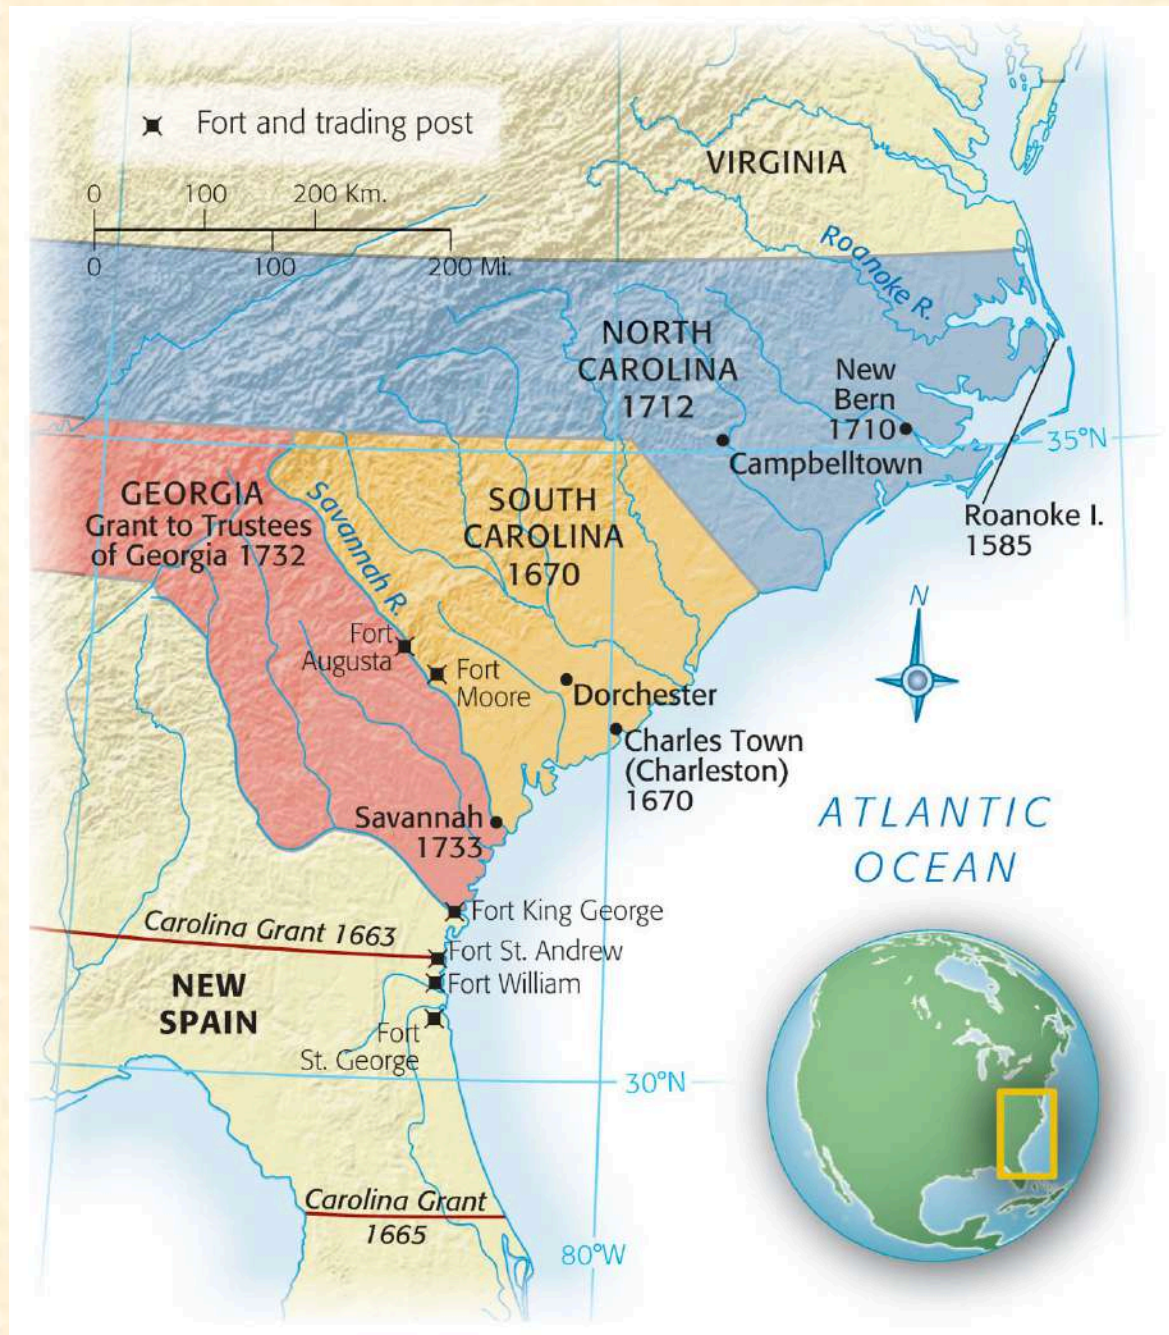 Fort and trading post
0 100 200 Km.
0 100 200 Mi.
VIRGINIA
Roanoke R.
NORTH
CAROLINA
1712
New
Bern
1710
Campbelltown
35°N
Roanoke I.
1585
GEORGIA
Grant to Trustees
of Georgia 1732
Savannah R.
SOUTH
CAROLINA
1670
N
Fort
Augusta
Fort
Moore
Dorchester
Charles Town
(Charleston)
1670
Savannah
1733
ATLANTIC
OCEAN
Fort King George
Carolina Grant 1663
Fort St. Andrew
Fort William
NEW
SPAIN
Fort
St. George
30°N
Carolina Grant
1665
80°W